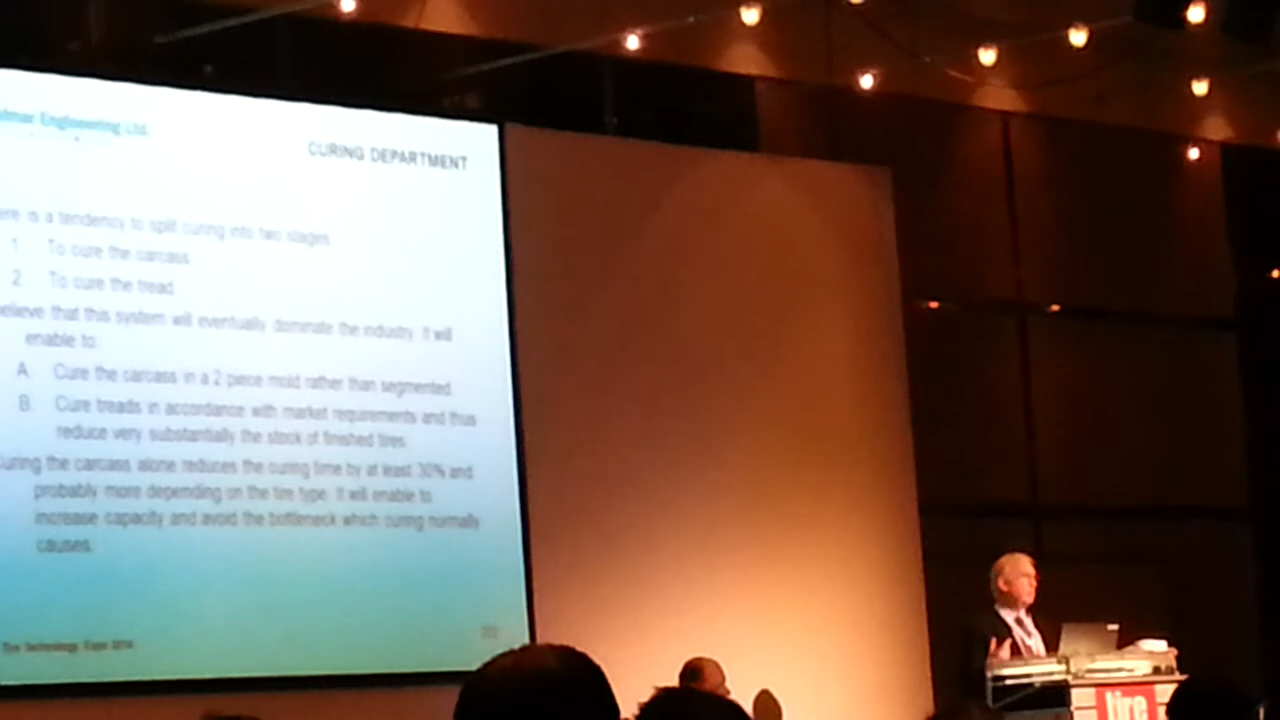 Engineering Ltd.
CURING DEPARTMENT
ere is a tendency to split curing into two stages
1. To cure the carcass
2. To cure the tread
elieve that this system will eventually dominate the industry. It will
enable to:
A. Cure the carcass in a 2 piece mold rather than segmented
B. Cure treads in accordance with market requirements and thus
reduce very substantially the stock of finished tires.
uring the carcass alone reduces the curing time by at least 30% and
probably more depending on the tire type. It will enable to
increase capacity and avoid the bottleneck which curing normally
causes.
Tire Technology Expo 2014
tire